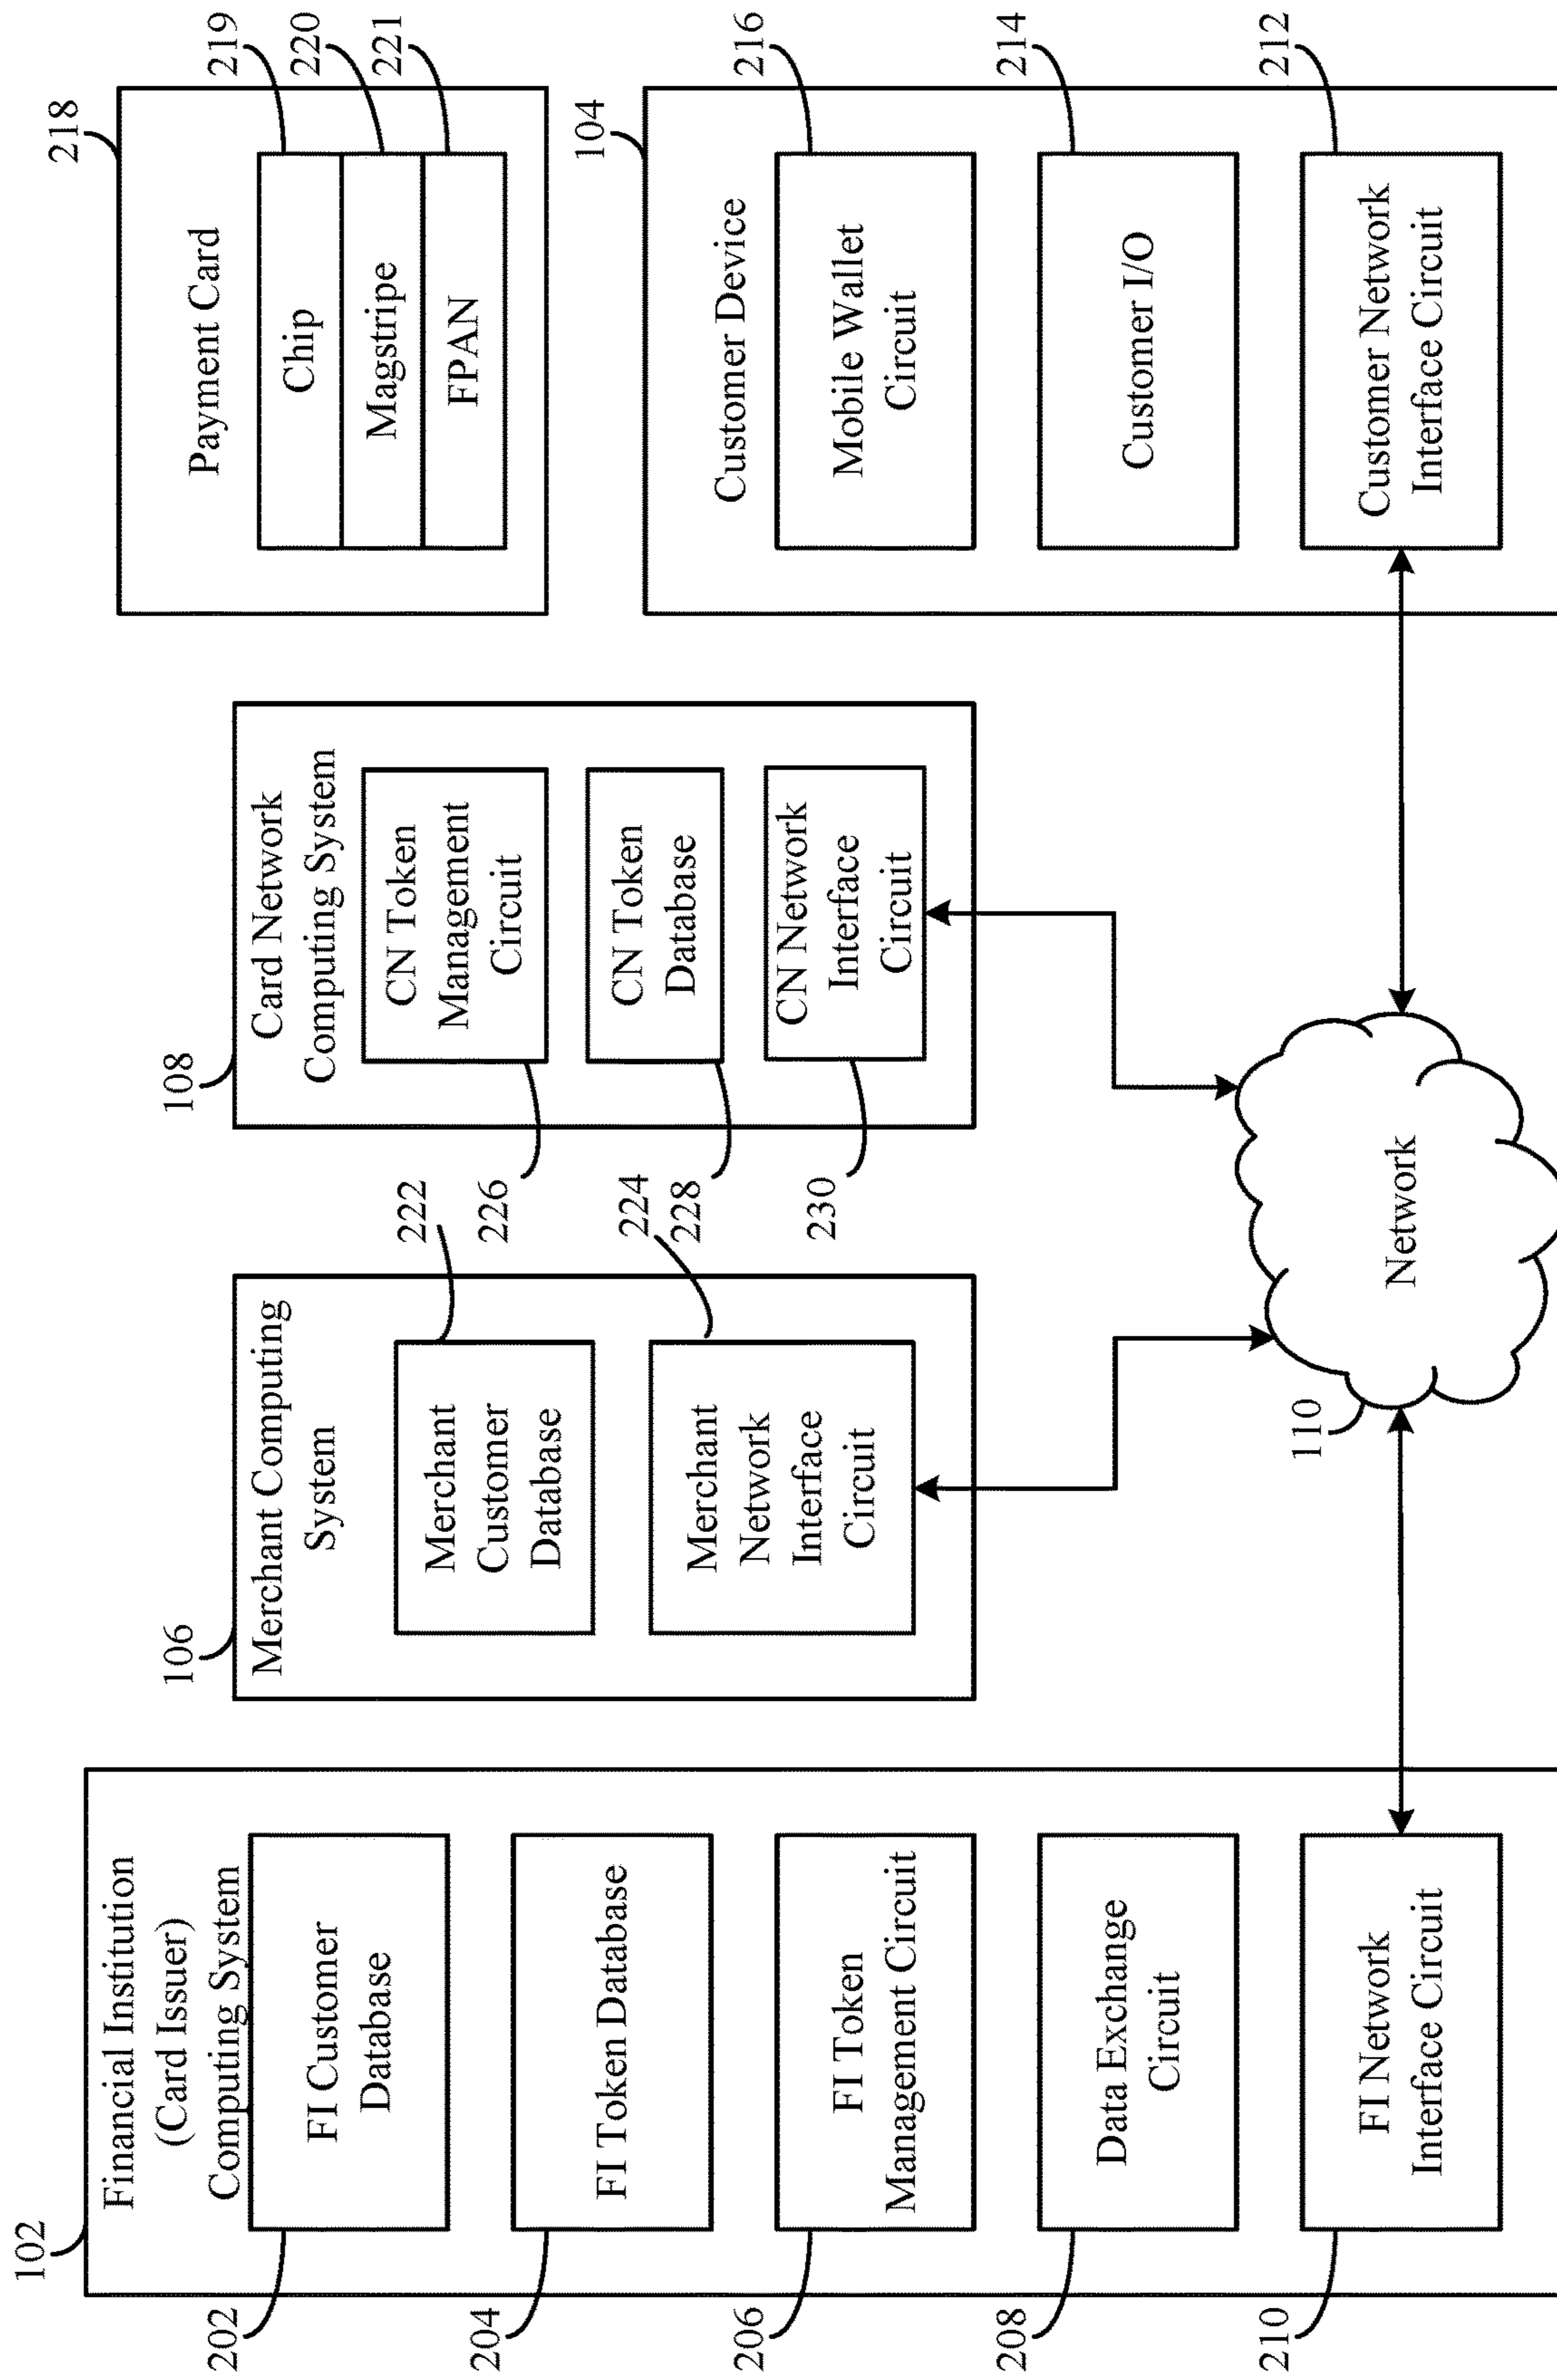 102
Financial Institution
(Card Issuer)
Computing System
202
FI Customer
Database
204
FI Token Database
206
FI Token
Management Circuit
208
Data Exchange
Circuit
210
FI Network
Interface Circuit
106
Merchant Computing
System
222
Merchant
Customer
Database
224
Merchant
Network
Interface
Circuit
108
Card Network
Computing System
226
CN Token
Management
Circuit
228
CN Token
Database
230
CN Network
Interface
Circuit
110
Network
218
Payment Card
Chip
219
Magstripe
220
FPAN
221
104
Customer Device
Mobile Wallet
Circuit
216
Customer I/O
214
Customer Network
Interface Circuit
212